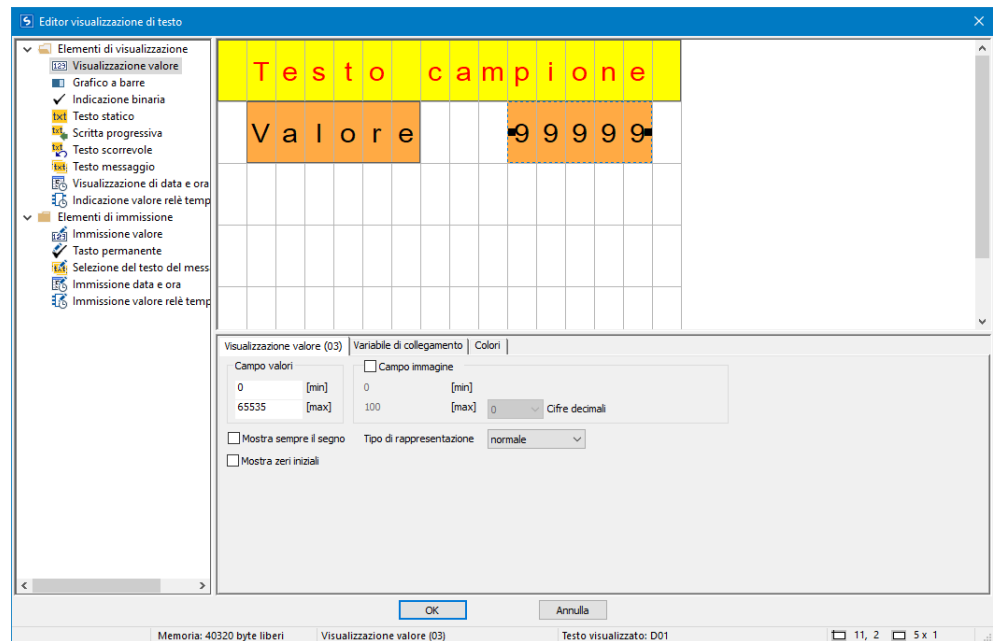 Editor visualizzazione di testo
Elementi di visualizzazione
Visualizzazione valore
Grafico a barre
Indicazione binaria
Testo statico
Scritta progressiva
Testo scorrevole
Testo messaggio
Visualizzazione di data e ora
Indicazione valore relè temp
Elementi di immissione
Immissione valore
Tasto permanente
Selezione del testo del mess
Immissione data e ora
Immissione valore relè temp
Testo campione
Valore 99999
Visualizzazione valore (03) Variabile di collegamento Colori
Campo valori Campo immagine
0 [min] 0 [min]
65535 [max] 100 [max] 0 Cifre decimali
Mostra sempre il segno Tipo di rappresentazione normale
Mostra zeri iniziali
OK Annulla
Memoria: 40320 byte liberi Visualizzazione valore (03) Testo visualizzato: D01 11, 2 5 x 1